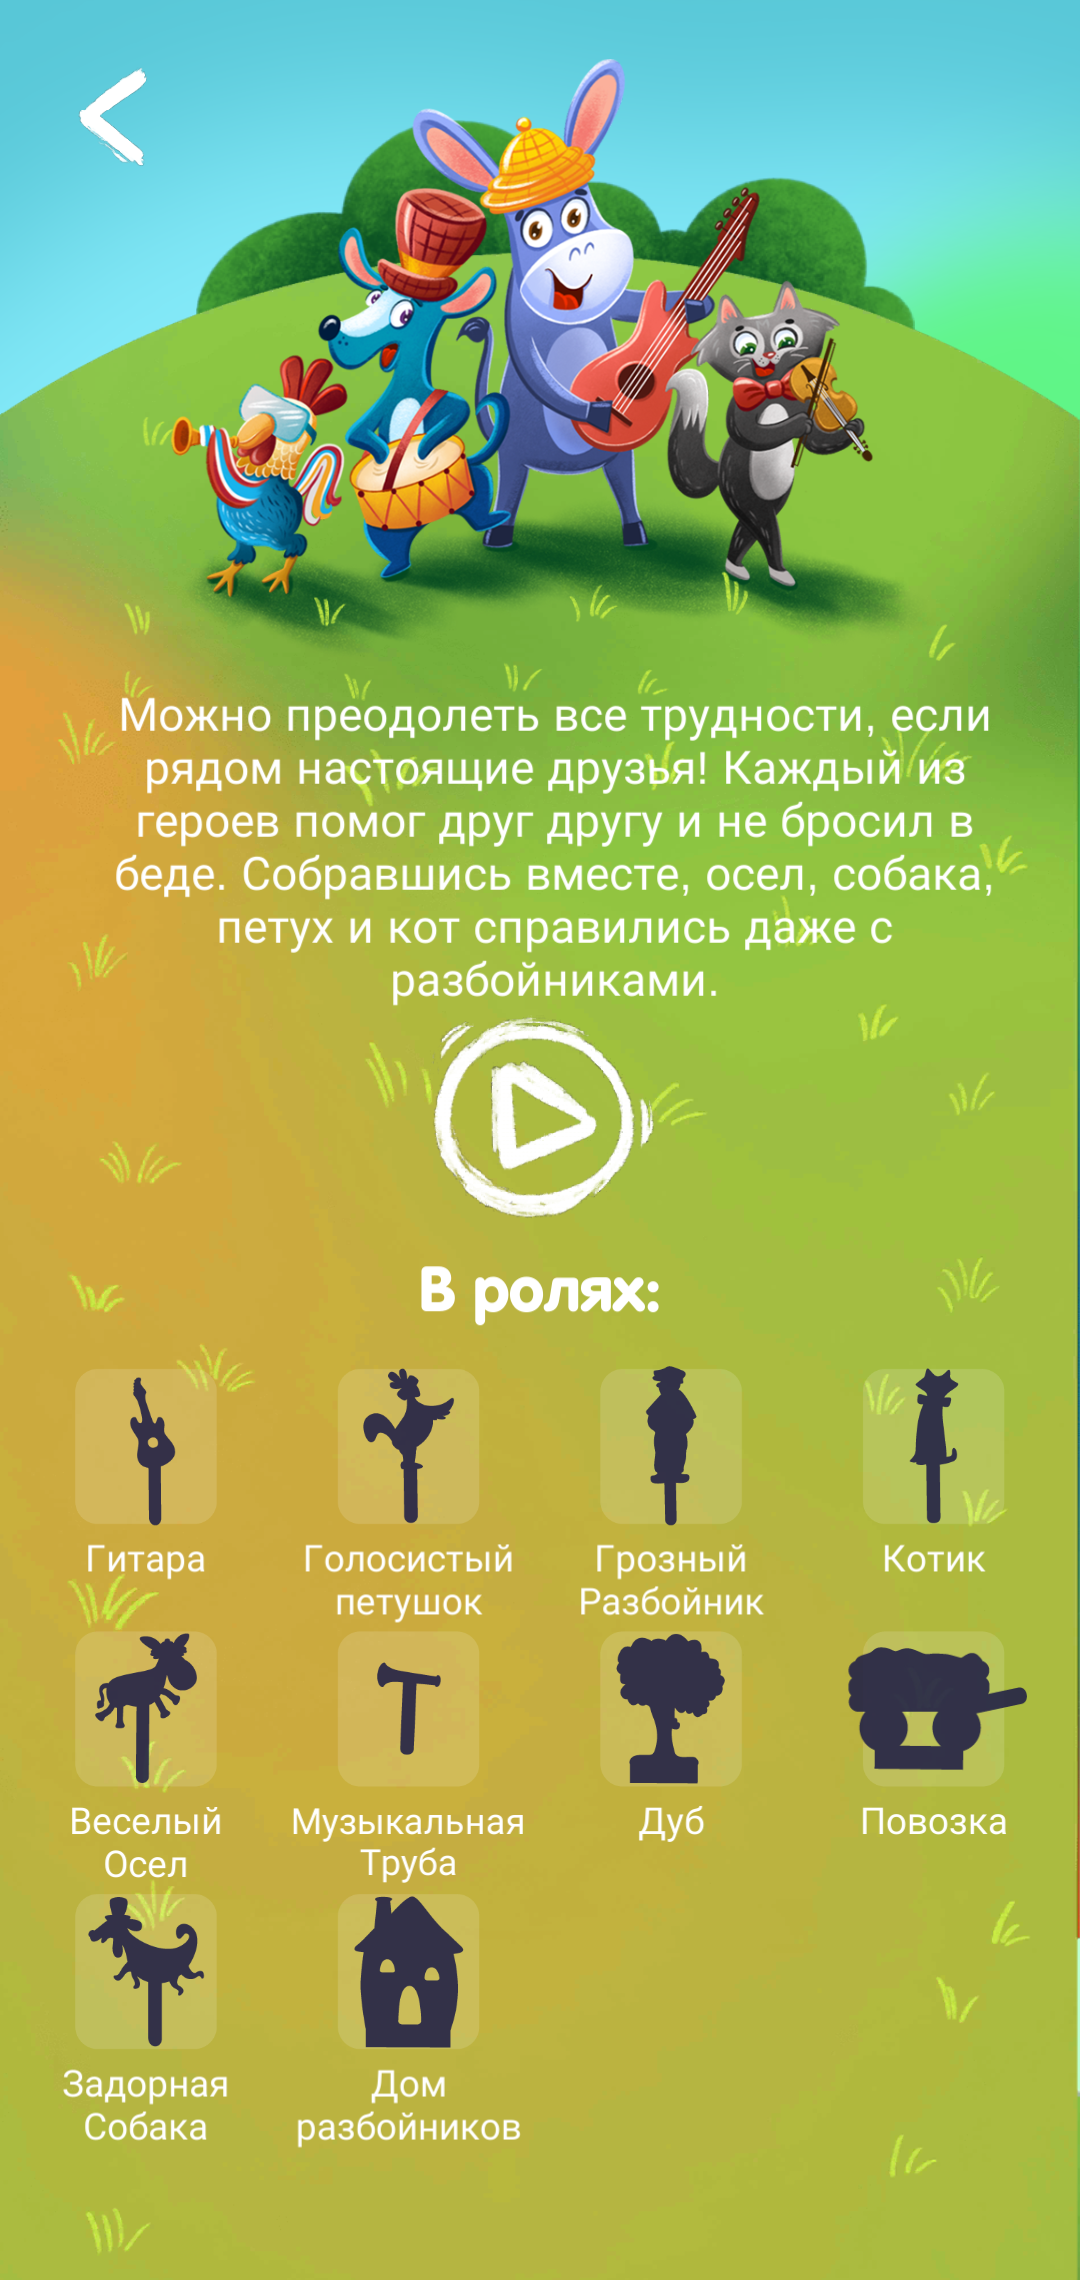 Можно преодолеть все трудности, если
рядом настоящие друзья! Каждый из
героев помог друг другу и не бросил в
беде. Собравшись вместе, осел, собака,
петух и кот справились даже с
разбойниками.
В ролях:
Гитара
Голосистый
петушок
Грозный
Разбойник
Котик
Веселый
Осел
Музыкальная
Труба
Дуб
Повозка
Задорная
Собака
Дом
разбойников